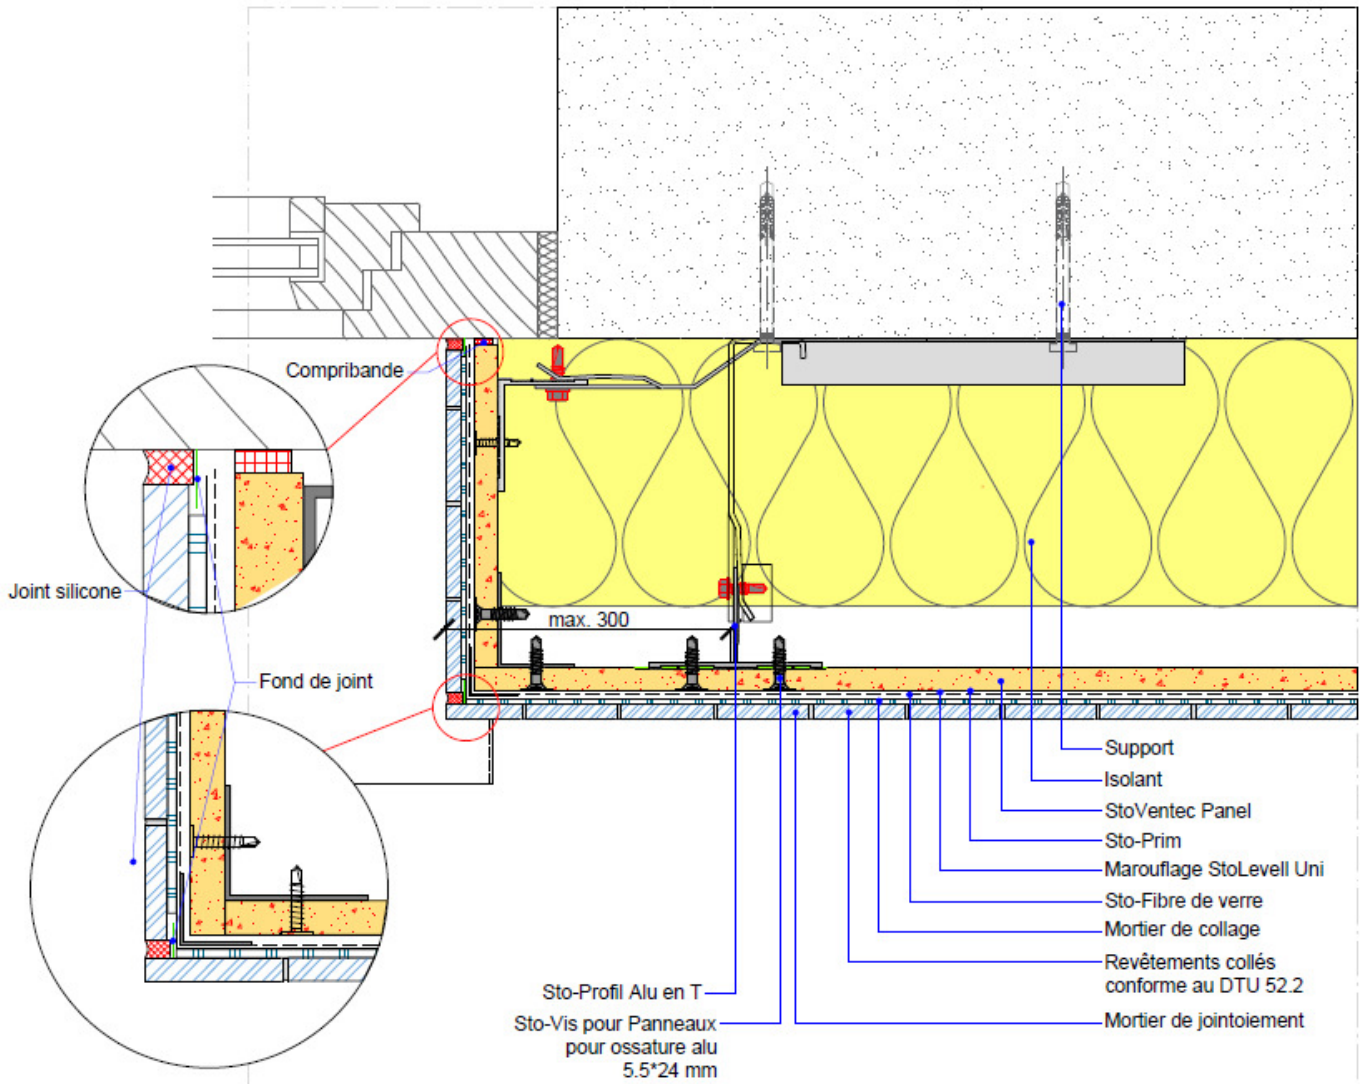 Compribande
Joint silicone
max. 300
Fond de joint
Support
Isolant
StoVentec Panel
Sto-Prim
Marouflage StoLevell Uni
Sto-Fibre de verre
Mortier de collage
Revêtements collés
conforme au DTU 52.2
Mortier de jointoiement
Sto-Profil Alu en T
Sto-Vis pour Panneaux
pour ossature alu
5.5*24 mm